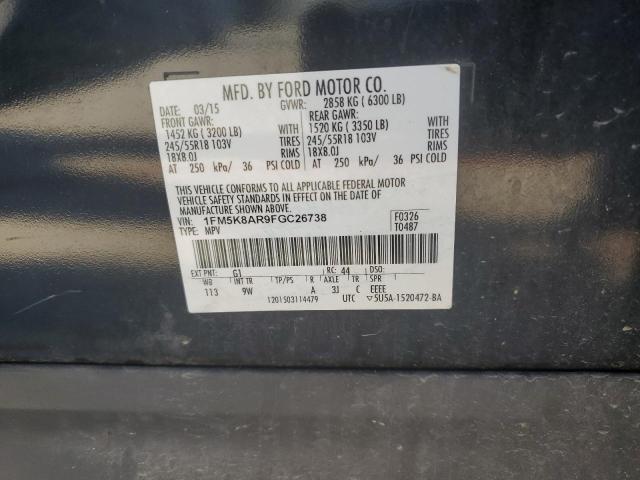 MFD. BY FORD MOTOR CO.
DATE: 03/15 GVWR: 2858 KG ( 6300 LB)
FRONT GAWR: REAR GAWR:
1452 KG ( 3200 LB) WITH 1520 KG ( 3350 LB) WITH
245/55R18 103V TIRES 245/55R18 103V TIRES
18X8.0J RIMS 18X8.0J RIMS
AT 250 kPa/ 36 PSI COLD AT 250 kPa/ 36 PSI COLD
THIS VEHICLE CONFORMS TO ALL APPLICABLE FEDERAL MOTOR
VEHICLE SAFETY STANDARDS IN EFFECT ON THE DATE OF
MANUFACTURE SHOWN ABOVE.
VIN: 1FM5K8AR9FGC26738 F0326
TYPE: MPV T0487
EXT PNT: G1 RC: 44 DSO:
WB INT TR TP/PS R AXLE TR SPR
113 9W A 3J C EEEE
1201503114479 UTC ▽5U5A-1520472-BA